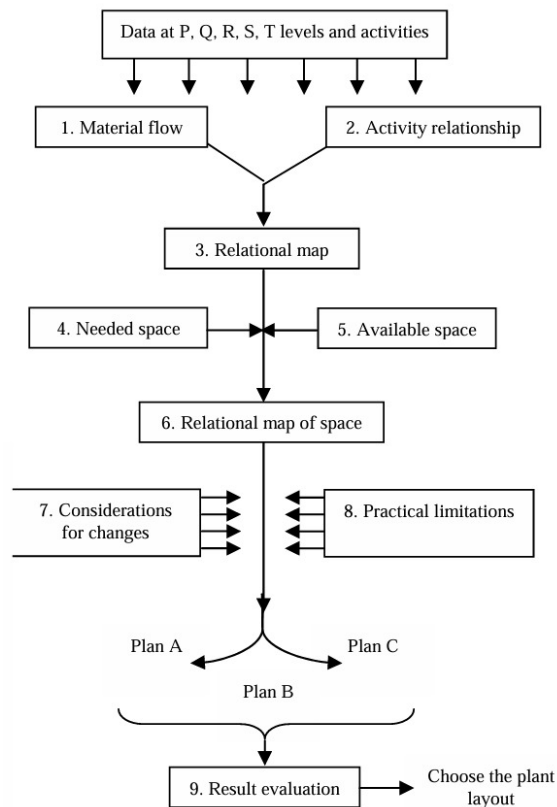 Data at P, Q, R, S, T levels and activities
1. Material flow
2. Activity relationship
3. Relational map
4. Needed space
5. Available space
6. Relational map of space
7. Considerations
for changes
8. Practical limitations
Plan A
Plan C
Plan B
9. Result evaluation
Choose the plant
layout